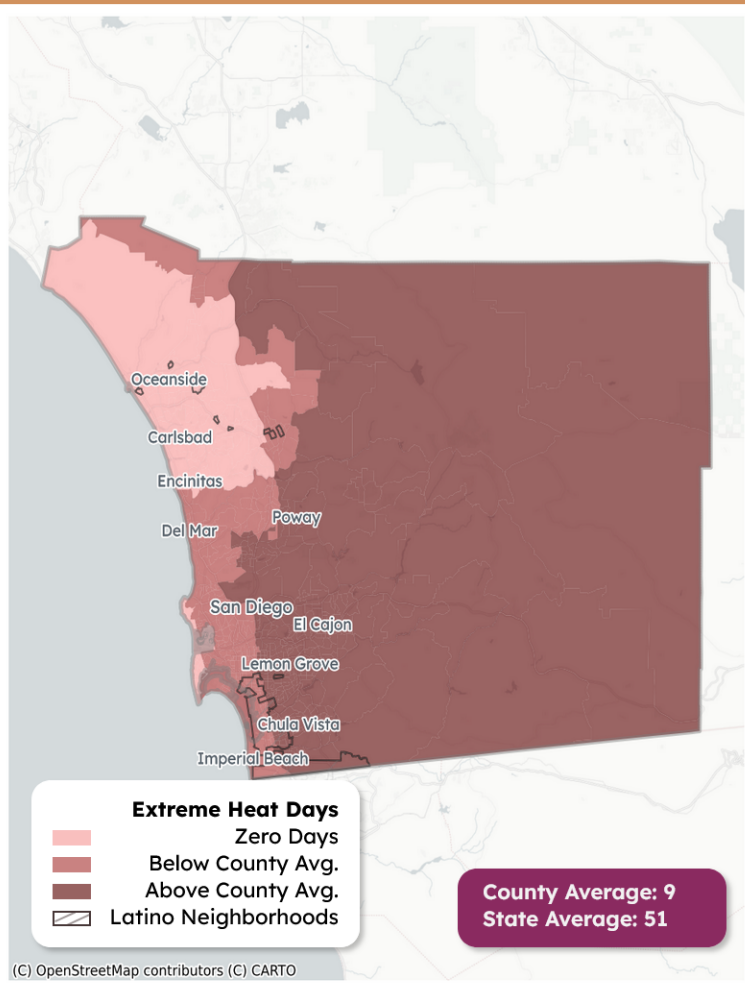 Oceanside
Carlsbad
Encinitas
Del Mar
Poway
San Diego
El Cajon
Lemon Grove
Chula Vista
Imperial Beach
Extreme Heat Days
Zero Days
Below County Avg.
Above County Avg.
Latino Neighborhoods
County Average: 9
State Average: 51
(C) OpenStreetMap contributors (C) CARTO